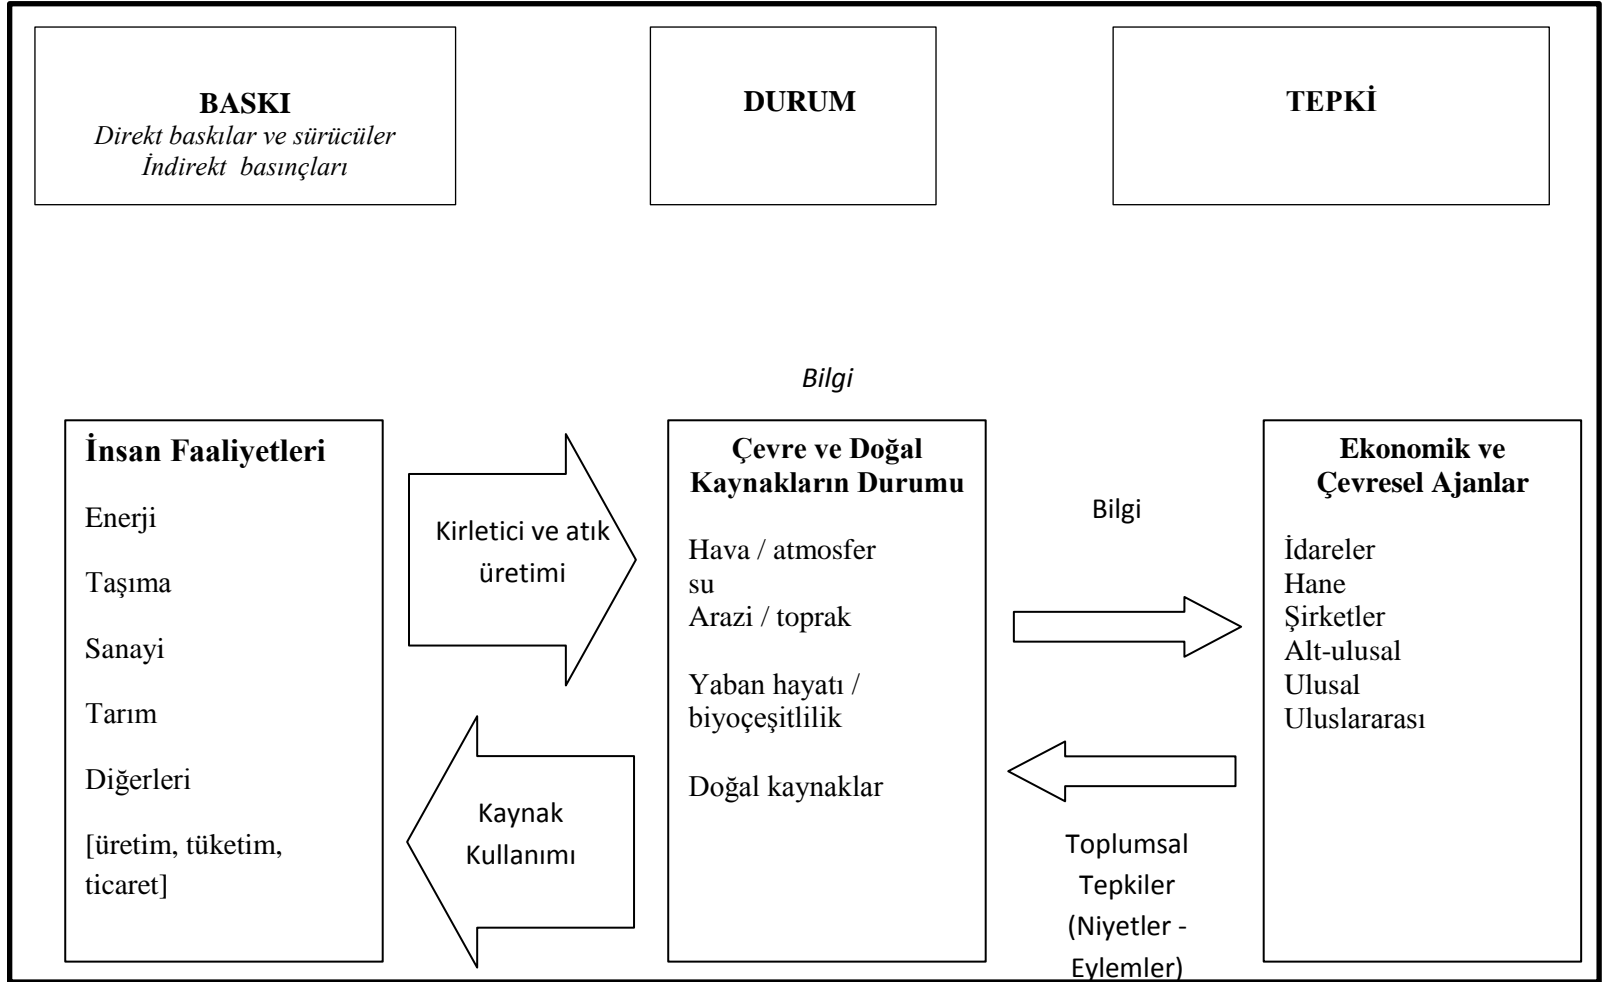 BASKI
Direkt baskılar ve sürücüler
İndirekt basınçları
DURUM
TEPKİ
Bilgi
İnsan Faaliyetleri
Enerji
Taşıma
Sanayi
Tarım
Diğerleri
[üretim, tüketim,
ticaret]
Kirletici ve atık
üretimi
Kaynak
Kullanımı
Çevre ve Doğal
Kaynakların Durumu
Hava / atmosfer
su
Arazi / toprak
Yaban hayatı /
biyoçeşitlilik
Doğal kaynaklar
Bilgi
Toplumsal
Tepkiler
(Niyetler -
Eylemler)
Ekonomik ve
Çevresel Ajanlar
İdareler
Hane
Şirketler
Alt-ulusal
Ulusal
Uluslararası